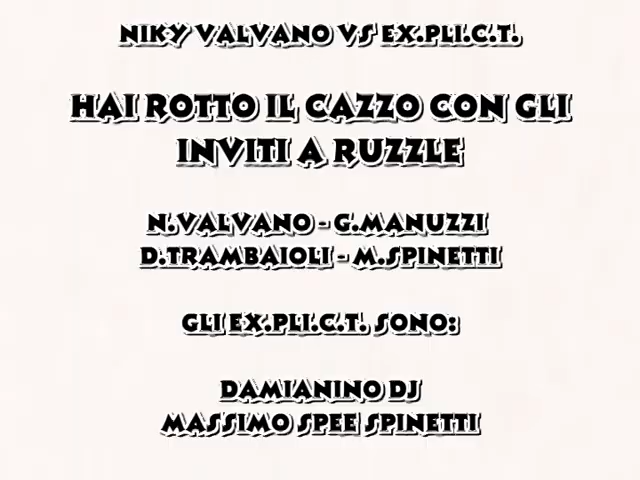 NIKY VALVANO VS EX.PLI.C.T.
HAI ROTTO IL CAZZO CON GLI
INVITI A RUZZLE
N.VALVANO - G.MANUZZI
D.TRAMBAIOLI - M.SPINETTI
GLI EX.PLI.C.T. SONO:
DAMIANINO DJ
MASSIMO SPEE SPINETTI